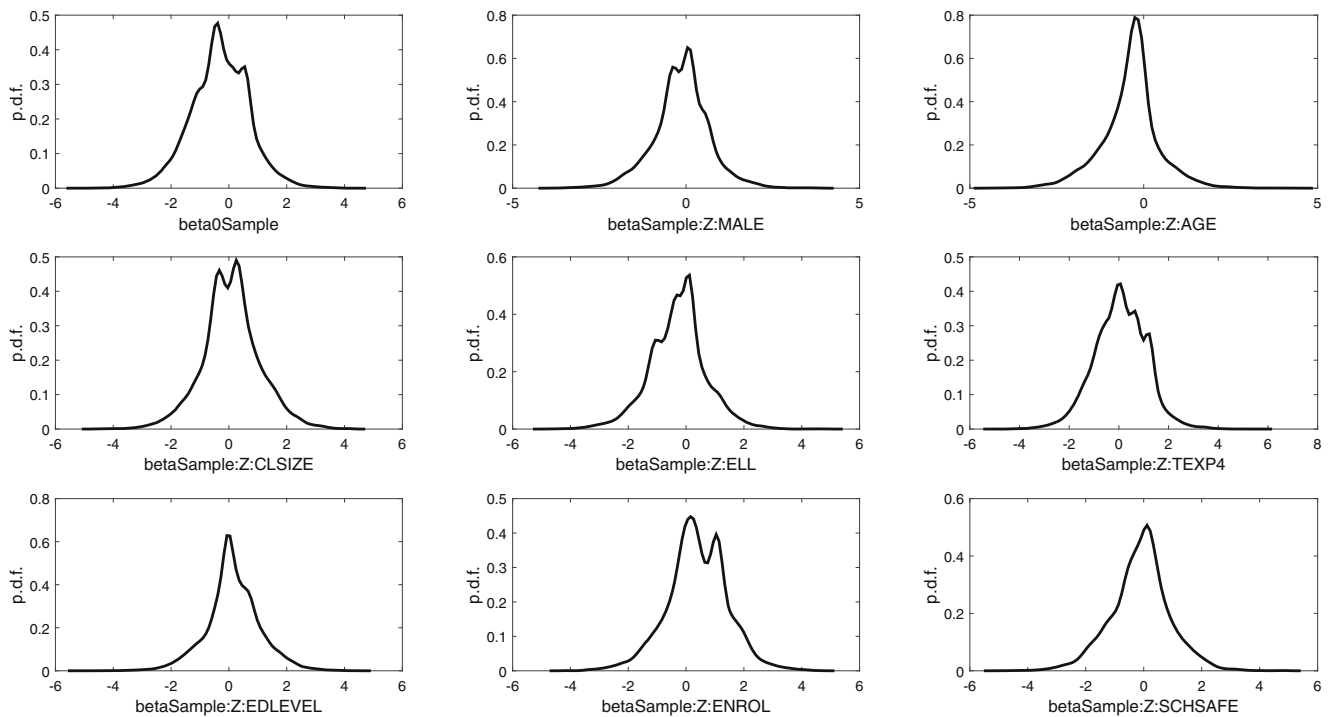 0.5
0.4
0.3
0.2
0.1
0
p.d.f.
-6 -4 -2 0 2 4 6
beta0Sample
0.8
0.6
0.4
0.2
0
p.d.f.
-5 0 5
betaSample:Z:MALE
0.8
0.6
0.4
0.2
0
p.d.f.
-5 0 5
betaSample:Z:AGE
0.5
0.4
0.3
0.2
0.1
0
p.d.f.
-6 -4 -2 0 2 4 6
betaSample:Z:CLSIZE
0.6
0.4
0.2
0
p.d.f.
-6 -4 -2 0 2 4 6
betaSample:Z:ELL
0.5
0.4
0.3
0.2
0.1
0
p.d.f.
-6 -4 -2 0 2 4 6 8
betaSample:Z:TEXP4
0.8
0.6
0.4
0.2
0
p.d.f.
-6 -4 -2 0 2 4 6
betaSample:Z:EDLEVEL
0.5
0.4
0.3
0.2
0.1
0
p.d.f.
-6 -4 -2 0 2 4 6
betaSample:Z:ENROL
0.6
0.4
0.2
0
p.d.f.
-6 -4 -2 0 2 4 6
betaSample:Z:SCHSAFE